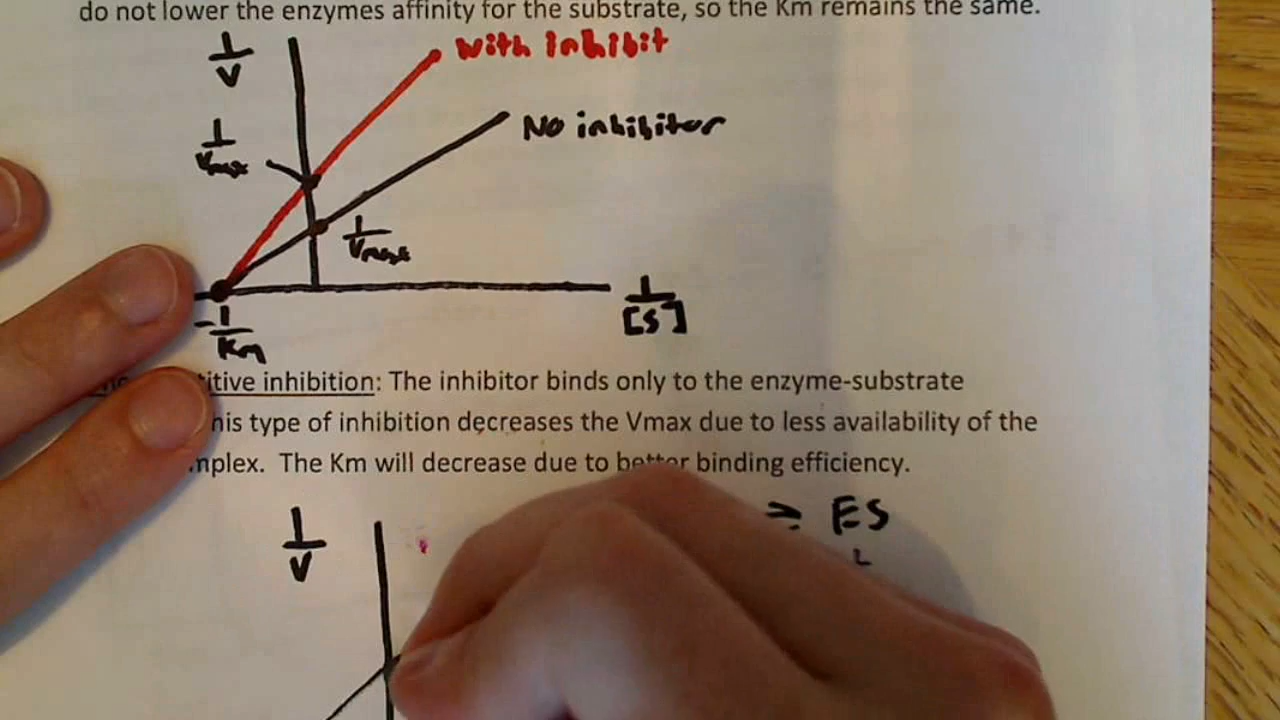 do not lower the enzymes affinity for the substrate, so the Km remains the same.
1/V
With inhibit
1/Vmax
No inhibitor
1/Vmax
1/[S]
-1/Km
itive inhibition: The inhibitor binds only to the enzyme-substrate
his type of inhibition decreases the Vmax due to less availability of the
mplex. The Km will decrease due to better binding efficiency.
1/V
ES